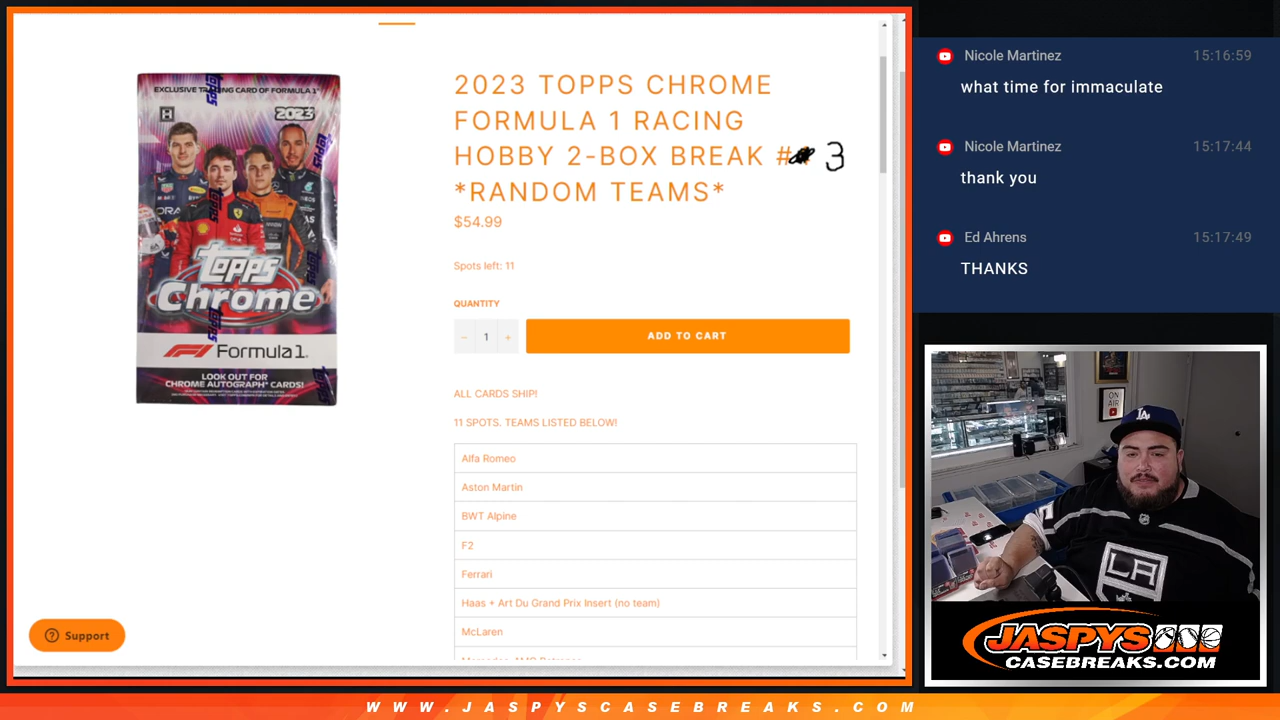 EXCLUSIVE TRADING CARD OF FORMULA 1
H
2023
topps
Chrome
Formula 1
LOOK OUT FOR
CHROME AUTOGRAPH* CARDS!
2023 TOPPS CHROME
FORMULA 1 RACING
HOBBY 2-BOX BREAK # 3
*RANDOM TEAMS*
$54.99
Spots left: 11
QUANTITY
− 1 +
ADD TO CART
ALL CARDS SHIP!
11 SPOTS. TEAMS LISTED BELOW!
Alfa Romeo
Aston Martin
BWT Alpine
F2
Ferrari
Haas + Art Du Grand Prix Insert (no team)
McLaren
Support
Nicole Martinez 15:16:59
what time for immaculate
Nicole Martinez 15:17:44
thank you
Ed Ahrens 15:17:49
THANKS
ON AIR
LA
LA
JASPYS
CASEBREAKS.COM
WWW.JASPYSCASEBREAKS.COM